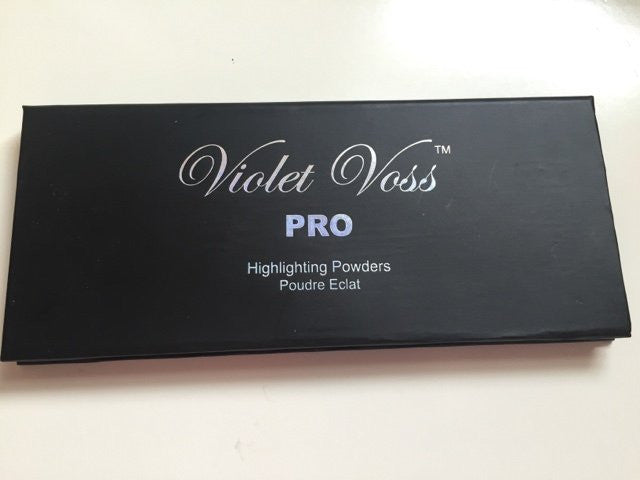 Violet Voss™
PRO
Highlighting Powders
Poudre Eclat